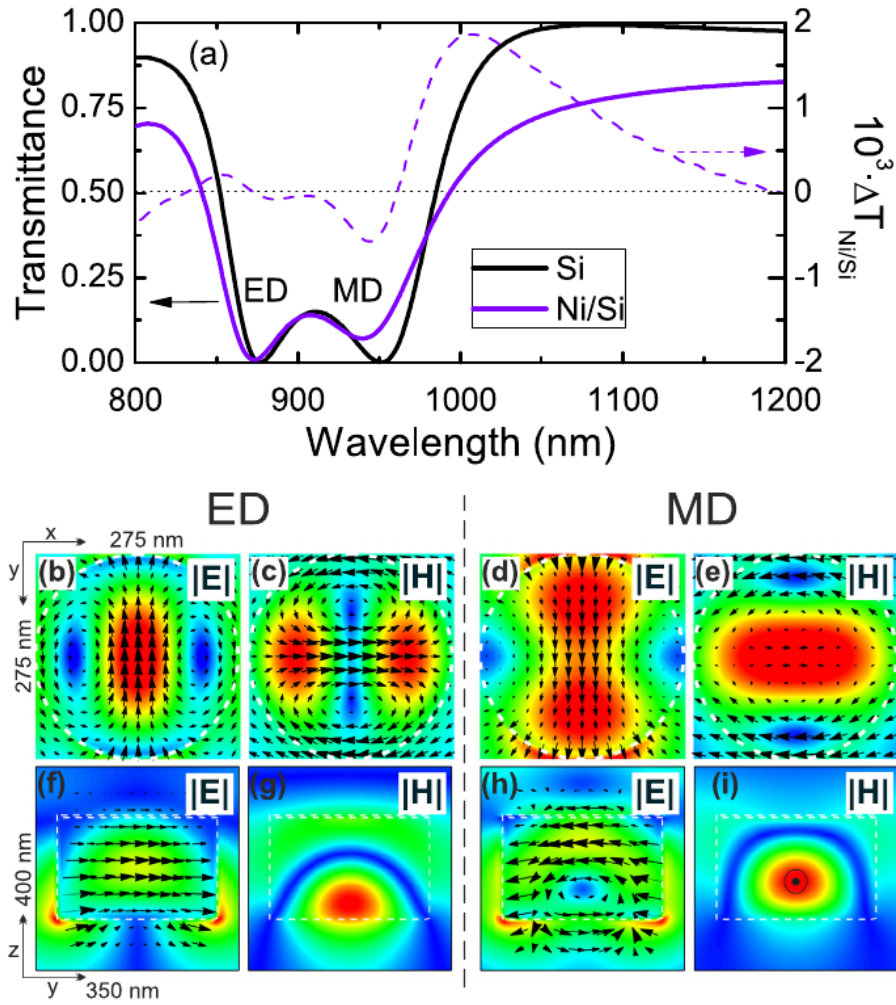 (a)
Transmittance
1.00
0.75
0.50
0.25
0.00
2
1
0
-1
-2
10³·ΔT Ni/Si
ED
MD
Si
Ni/Si
800
900
1000
1100
1200
Wavelength (nm)
ED
MD
x
275 nm
y
275 nm
(b)
|E|
(c)
|H|
(d)
|E|
(e)
|H|
(f)
|E|
(g)
|H|
(h)
|E|
(i)
|H|
400 nm
z
y
350 nm